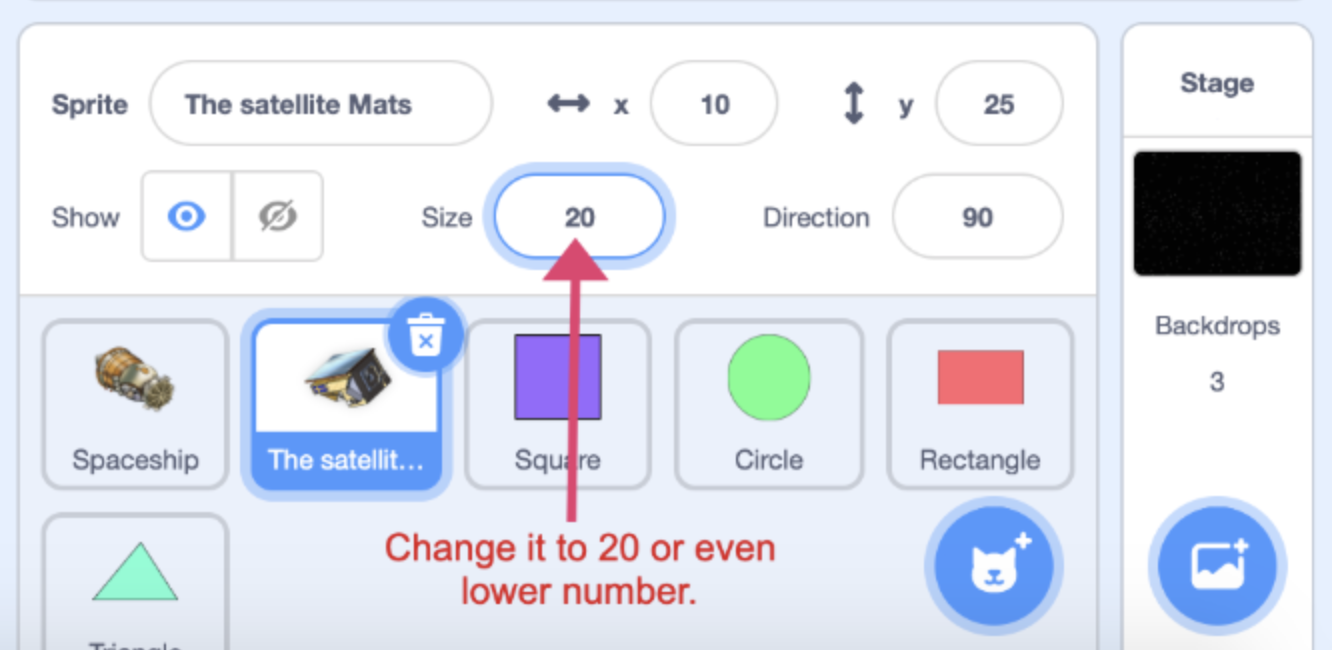 Sprite The satellite Mats x 10 y 25
Show Size 20 Direction 90
Stage
Backdrops
3
Spaceship The satellit... Square Circle Rectangle
Triangle
Change it to 20 or even
lower number.